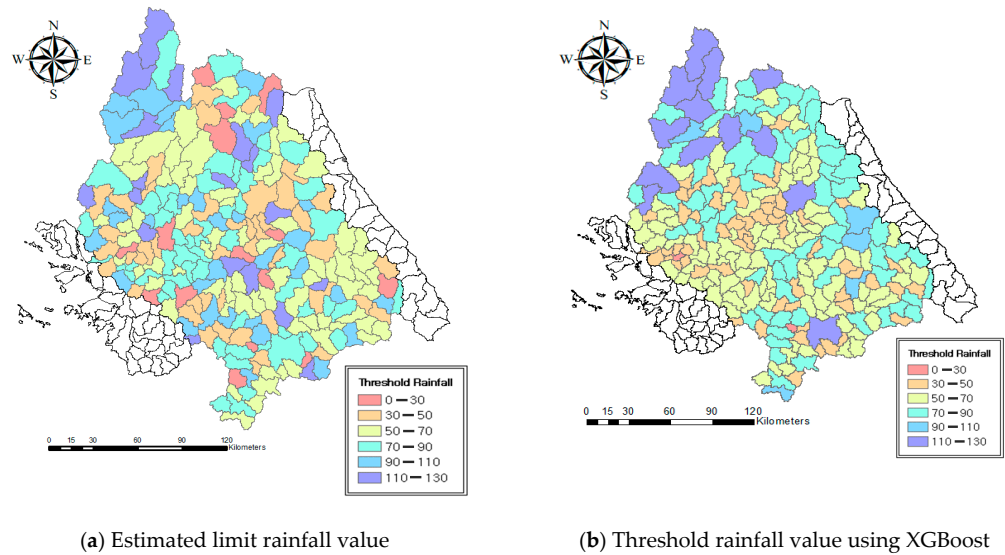 N
W E
S
Threshold Rainfall
0 — 30
30 — 50
50 — 70
70 — 90
90 — 110
110 — 130
0 15 30 60 90 120
Kilometers
(a) Estimated limit rainfall value
N
W E
S
Threshold Rainfall
0 — 30
30 — 50
50 — 70
70 — 90
90 — 110
110 — 130
0 15 30 60 90 120
Kilometers
(b) Threshold rainfall value using XGBoost